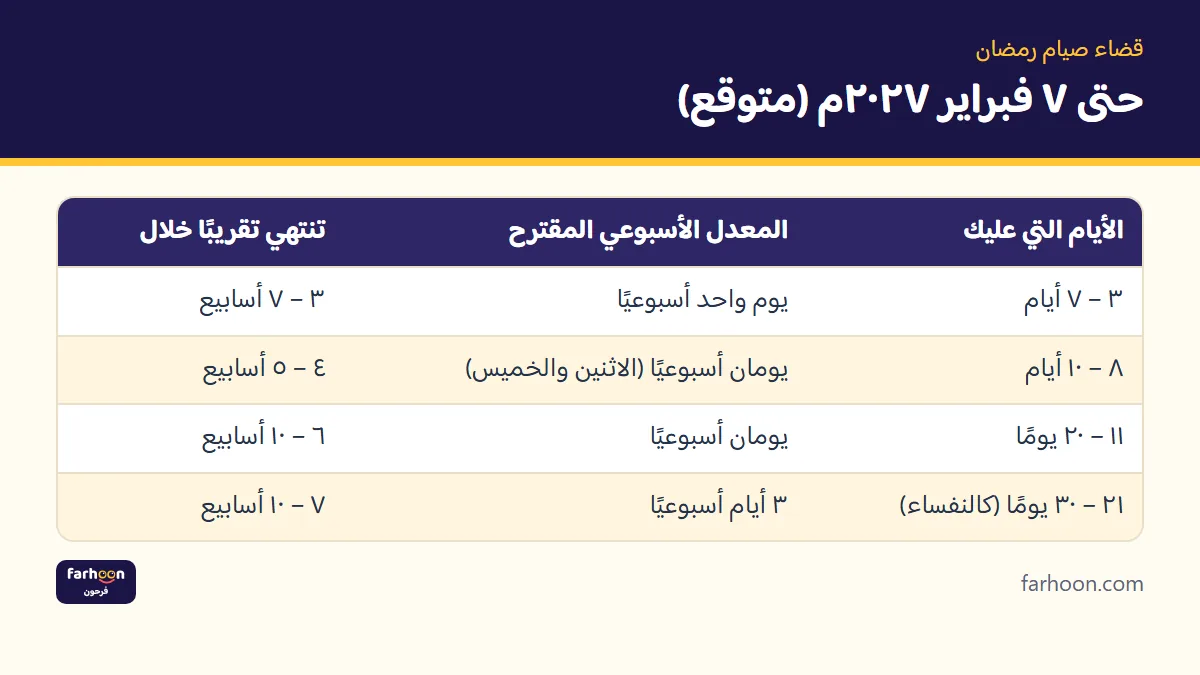 قضاء صيام رمضان
حتى ٧ فبراير ٢٠٢٧م (متوقع)
الأيام التي عليك المعدل الأسبوعي المقترح تنتهي تقريبًا خلال
٣ – ٧ أيام يوم واحد أسبوعيًا ٣ – ٧ أسابيع
٨ – ١٠ أيام يومان أسبوعيًا (الاثنين والخميس) ٤ – ٥ أسابيع
١١ – ٢٠ يومًا يومان أسبوعيًا ٦ – ١٠ أسابيع
٢١ – ٣٠ يومًا (كالنفساء) ٣ أيام أسبوعيًا ٧ – ١٠ أسابيع
farhoon.com
farhoon
فرحون